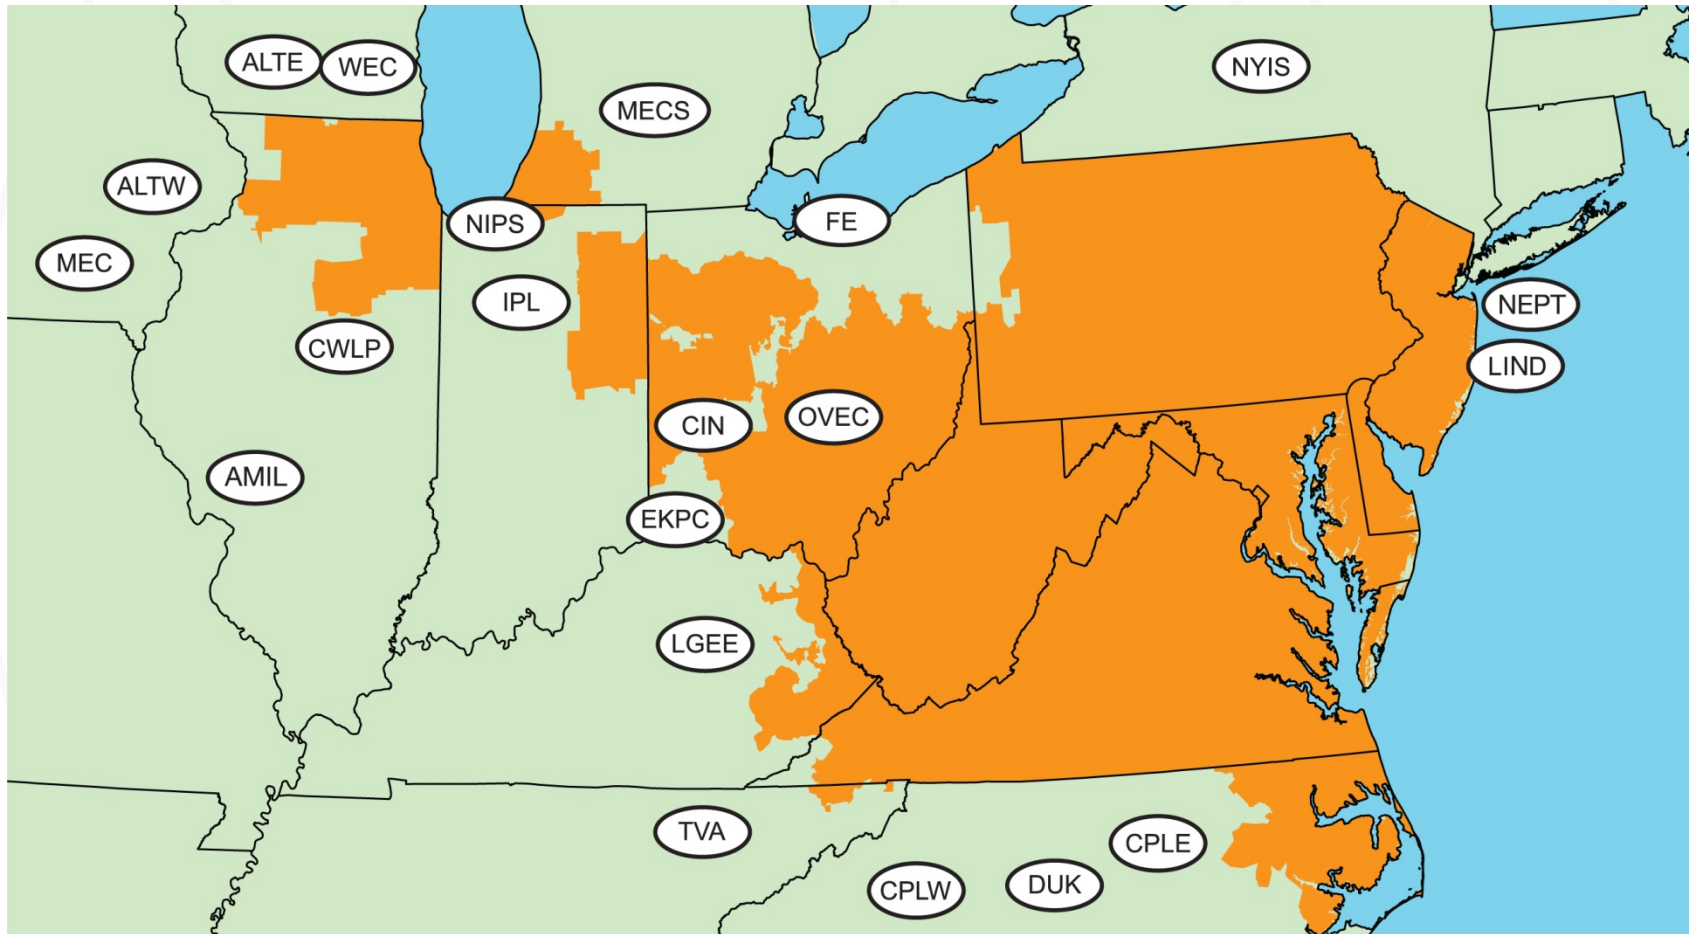 ALTE
WEC
NYIS
MECS
ALTW
NIPS
FE
MEC
IPL
NEPT
CWLP
LIND
CIN
OVEC
AMIL
EKPC
LGEE
TVA
CPLE
CPLW
DUK